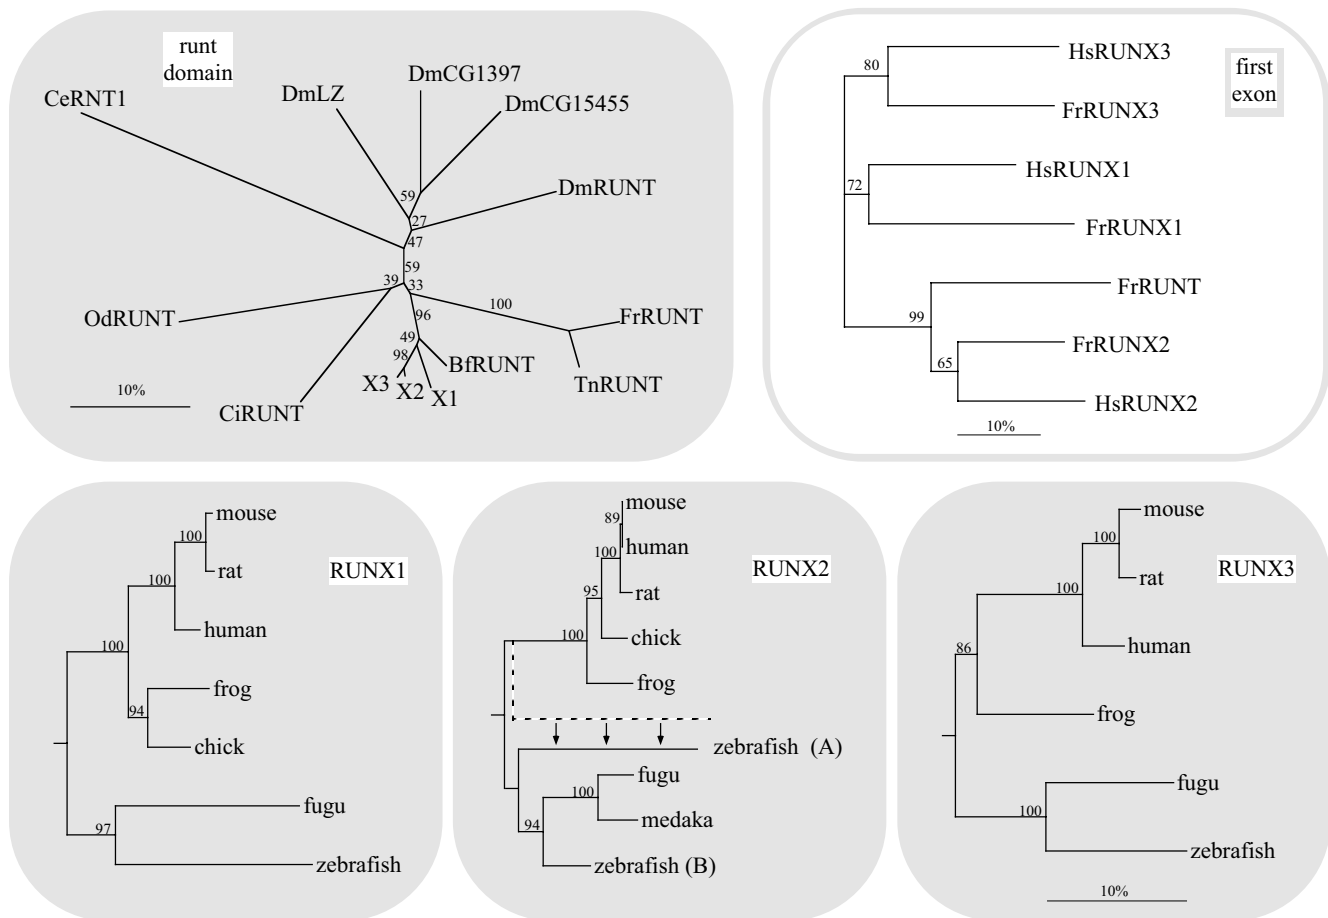 runt
domain
CeRNT1
DmLZ
DmCG1397
DmCG15455
DmRUNT
59
27
47
59
39
33
100
OdRUNT
96
FrRUNT
49
98
BfRUNT
TnRUNT
X3
X2
X1
10%
CiRUNT
first
exon
HsRUNX3
80
FrRUNX3
HsRUNX1
72
FrRUNX1
FrRUNT
99
FrRUNX2
65
HsRUNX2
10%
RUNX1
mouse
100
rat
100
human
100
frog
94
chick
fugu
97
zebrafish
RUNX2
mouse
89
human
100
rat
95
chick
100
frog
zebrafish (A)
fugu
100
medaka
94
zebrafish (B)
RUNX3
mouse
100
rat
100
human
86
frog
fugu
100
zebrafish
10%